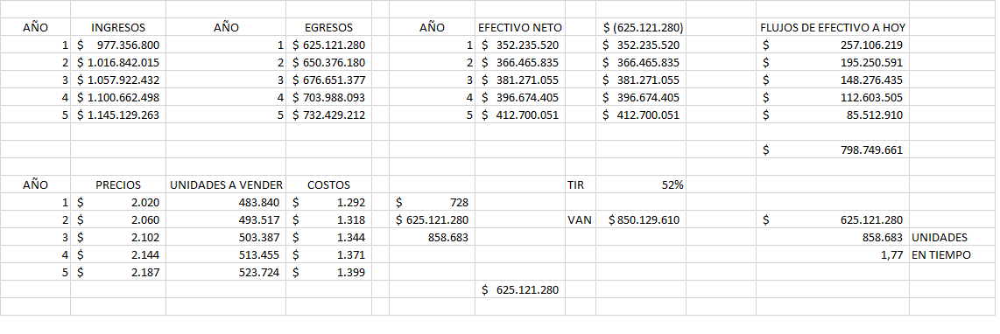 AÑO INGRESOS AÑO EGRESOS AÑO EFECTIVO NETO $ (625.121.280) FLUJOS DE EFECTIVO A HOY
1 $ 977.356.800 1 $ 625.121.280 1 $ 352.235.520 $ 352.235.520 $ 257.106.219
2 $ 1.016.842.015 2 $ 650.376.180 2 $ 366.465.835 $ 366.465.835 $ 195.250.591
3 $ 1.057.922.432 3 $ 676.651.377 3 $ 381.271.055 $ 381.271.055 $ 148.276.435
4 $ 1.100.662.498 4 $ 703.988.093 4 $ 396.674.405 $ 396.674.405 $ 112.603.505
5 $ 1.145.129.263 5 $ 732.429.212 5 $ 412.700.051 $ 412.700.051 $ 85.512.910
$ 798.749.661
AÑO PRECIOS UNIDADES A VENDER COSTOS TIR 52%
1 $ 2.020 483.840 $ 1.292 $ 728
2 $ 2.060 493.517 $ 1.318 $ 625.121.280 VAN $ 850.129.610 $ 625.121.280
3 $ 2.102 503.387 $ 1.344 858.683 858.683 UNIDADES
4 $ 2.144 513.455 $ 1.371 1,77 EN TIEMPO
5 $ 2.187 523.724 $ 1.399
$ 625.121.280